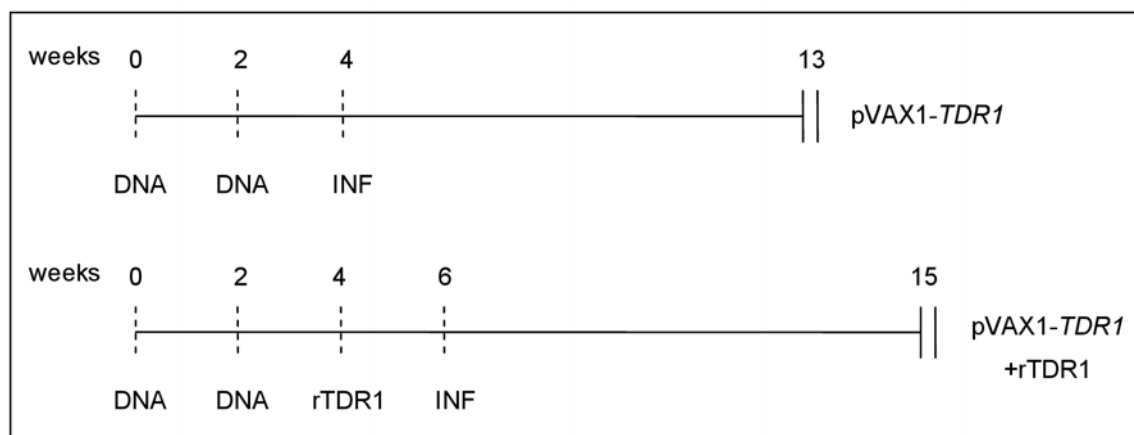 weeks 0 2 4 13
pVAX1-TDR1
DNA DNA INF
weeks 0 2 4 6 15
pVAX1-TDR1
+rTDR1
DNA DNA rTDR1 INF